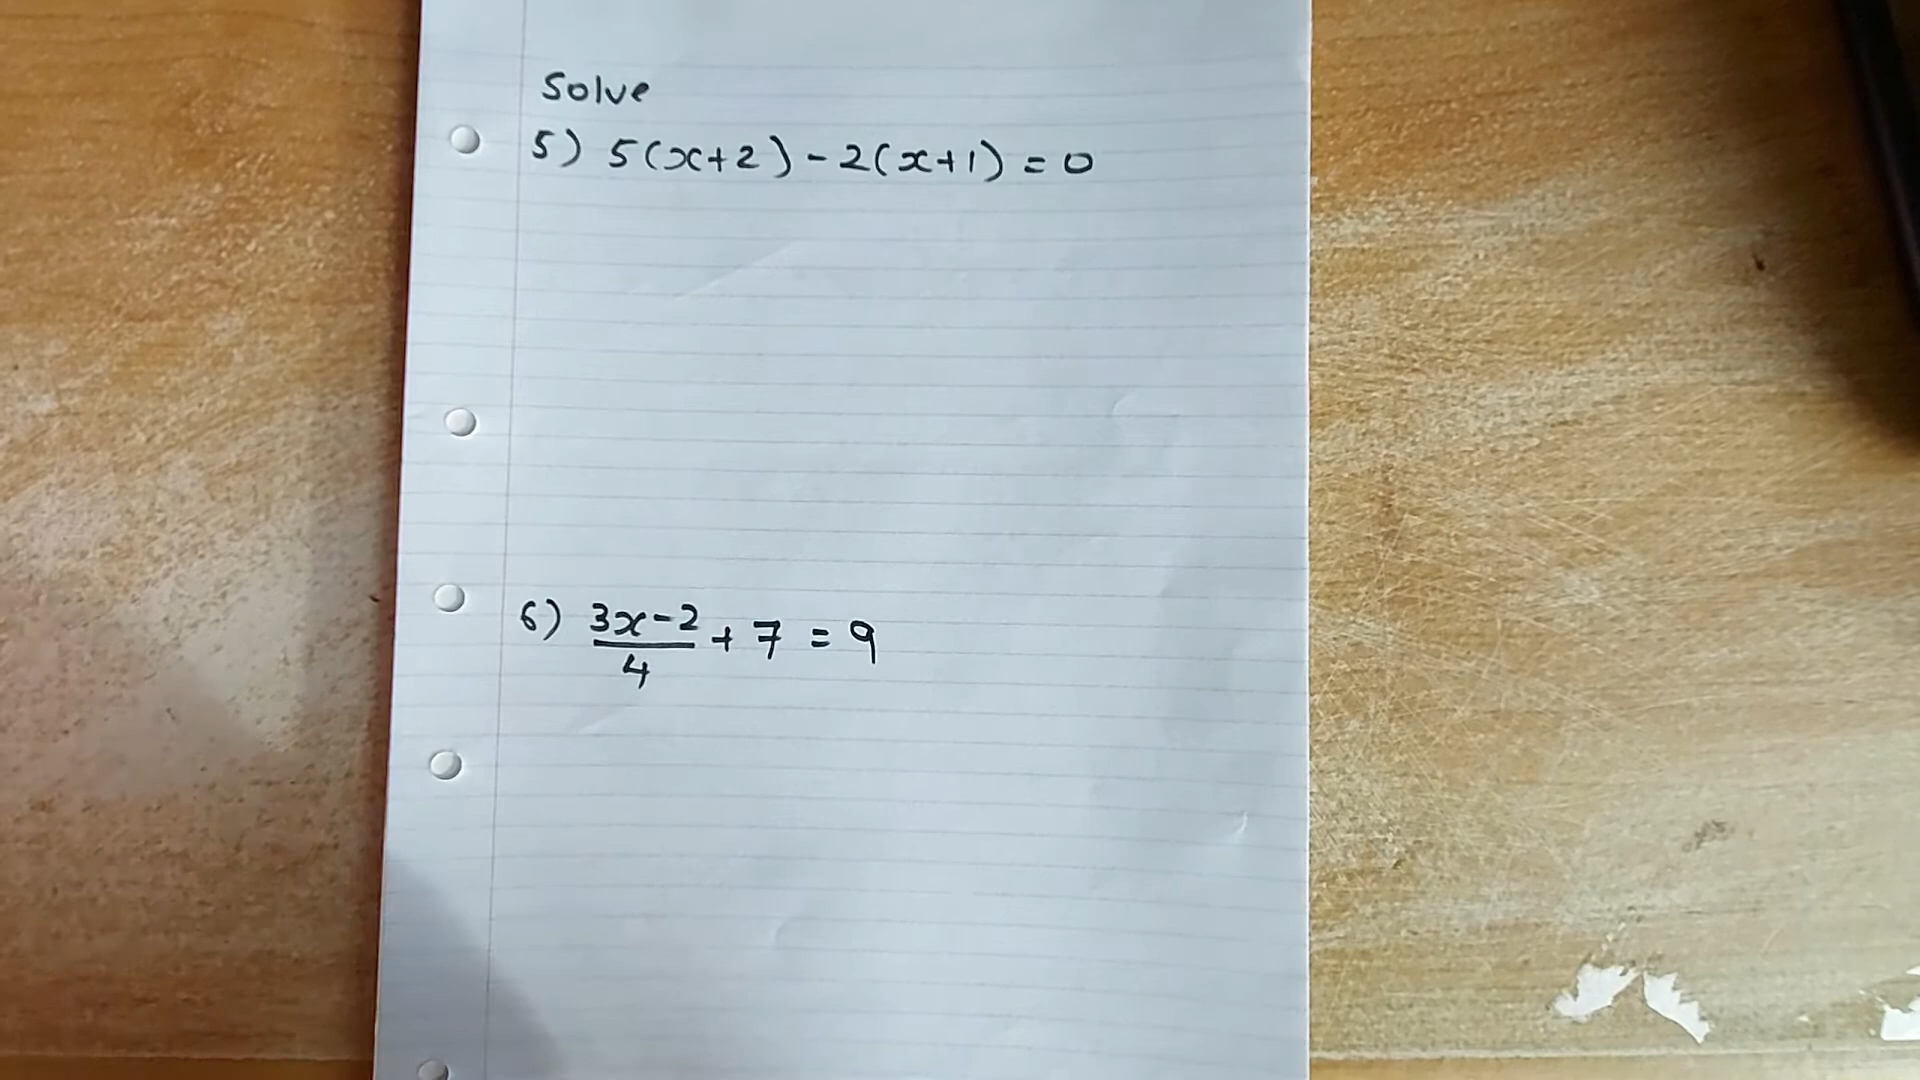 Solve
5) 5(x+2) - 2(x+1) = 0
6) (3x-2)/4 + 7 = 9